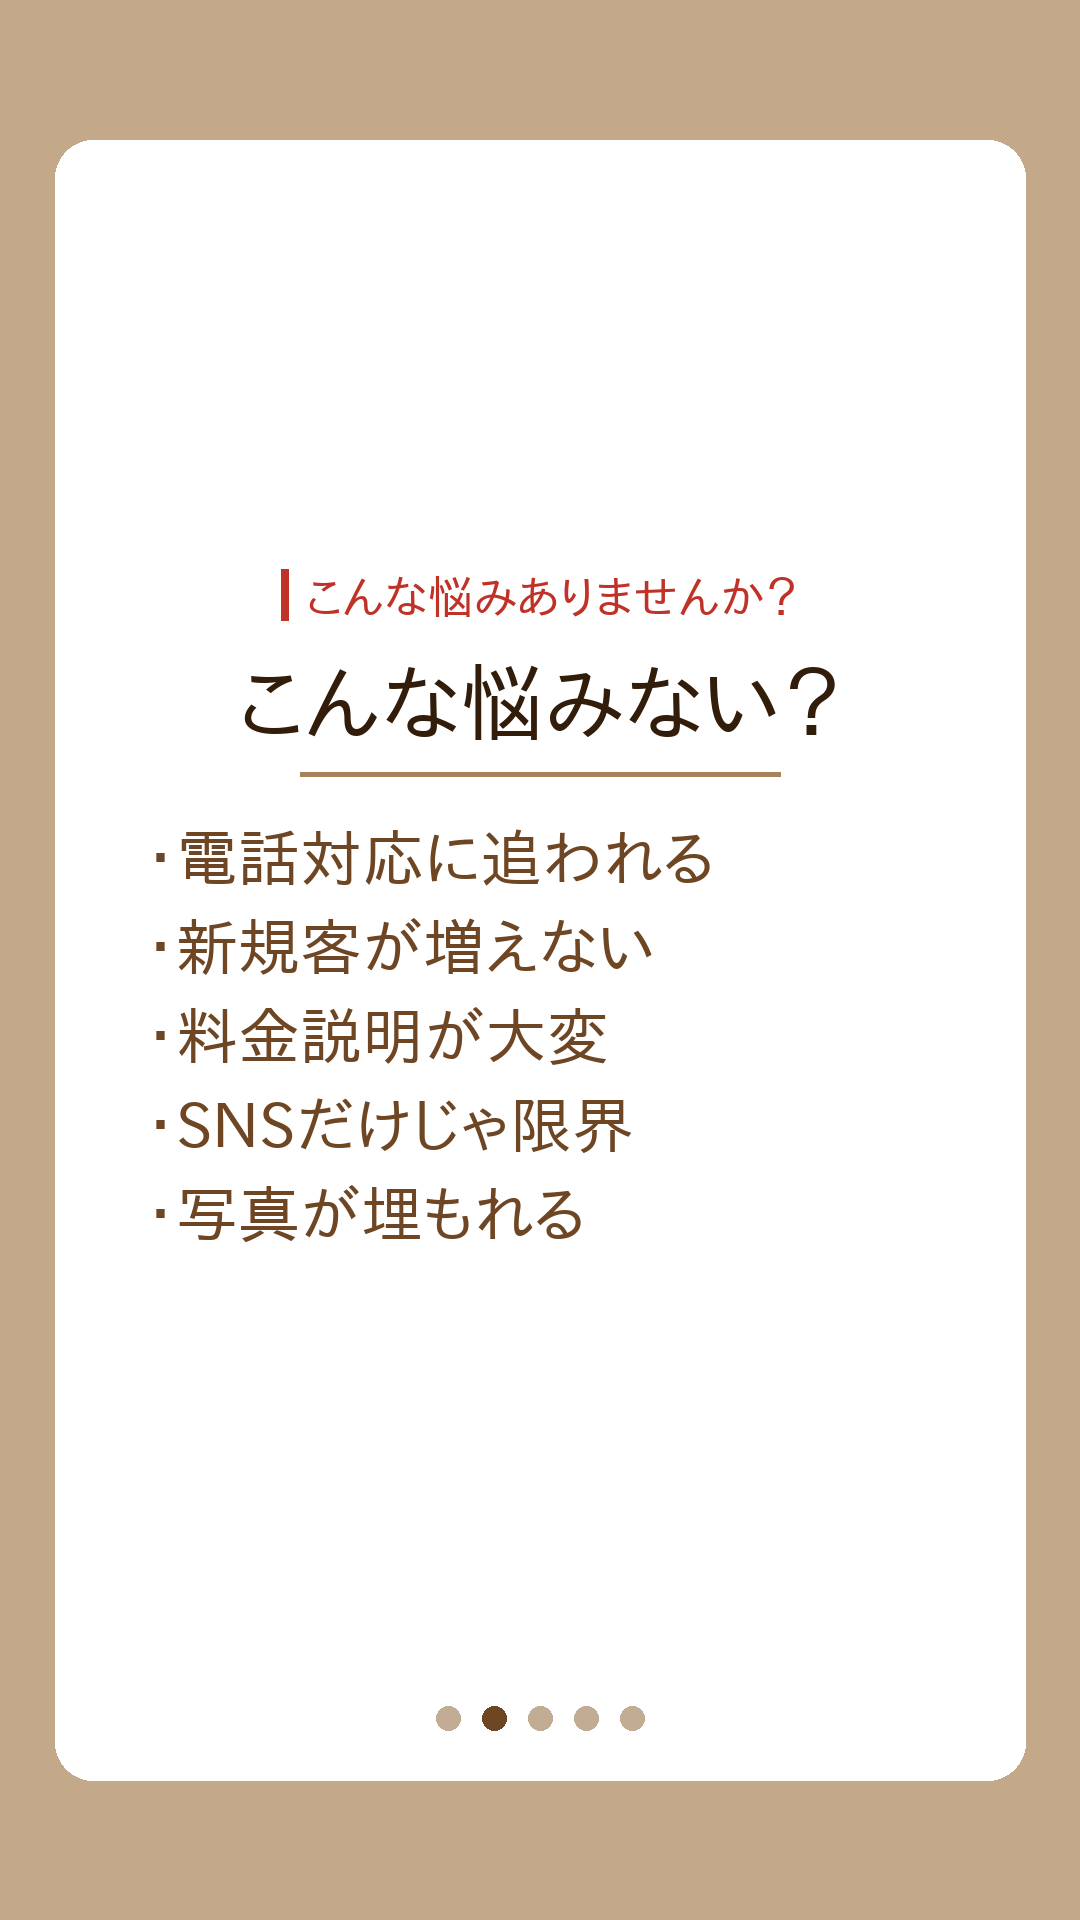 こんな悩みありませんか？
こんな悩みない？
・電話対応に追われる
・新規客が増えない
・料金説明が大変
・SNSだけじゃ限界
・写真が埋もれる